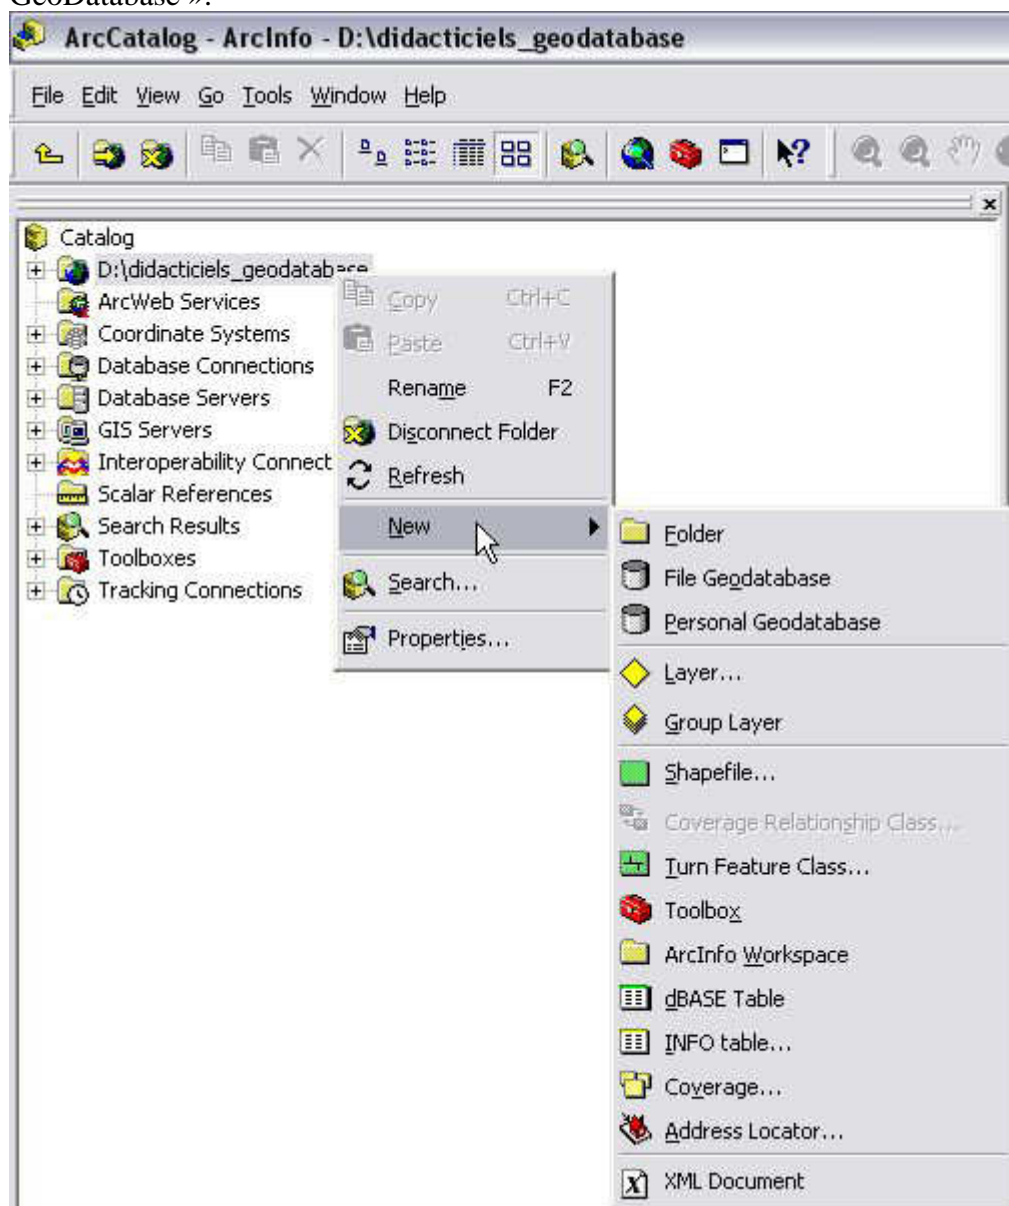 GeoDatabase ».
ArcCatalog - ArcInfo - D:\didacticiels_geodatabase
File Edit View Go Tools Window Help
Catalog
D:\didacticiels_geodatabase
ArcWeb Services
Coordinate Systems
Database Connections
Database Servers
GIS Servers
Interoperability Connect
Scalar References
Search Results
Toolboxes
Tracking Connections
Copy Ctrl+C
Paste Ctrl+V
Rename F2
Disconnect Folder
Refresh
New
Search...
Properties...
Folder
File Geodatabase
Personal Geodatabase
Layer...
Group Layer
Shapefile...
Coverage Relationship Class...
Turn Feature Class...
Toolbox
ArcInfo Workspace
dBASE Table
INFO table...
Coverage...
Address Locator...
XML Document